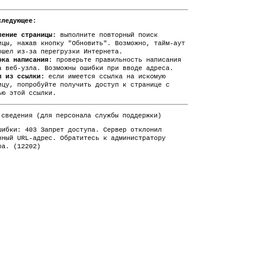 следующее:
ление страницы: выполните повторный поиск
ицы, нажав кнопку "Обновить". Возможно, тайм-аут
ошел из-за перегрузки Интернета.
рка написания: проверьте правильность написания
а веб-узла. Возможны ошибки при вводе адреса.
п из ссылки: если имеется ссылка на искомую
ицу, попробуйте получить доступ к странице с
ью этой ссылки.
сведения (для персонала службы поддержки)
шибки: 403 Запрет доступа. Сервер отклонил
нный URL-адрес. Обратитесь к администратору
ра. (12202)